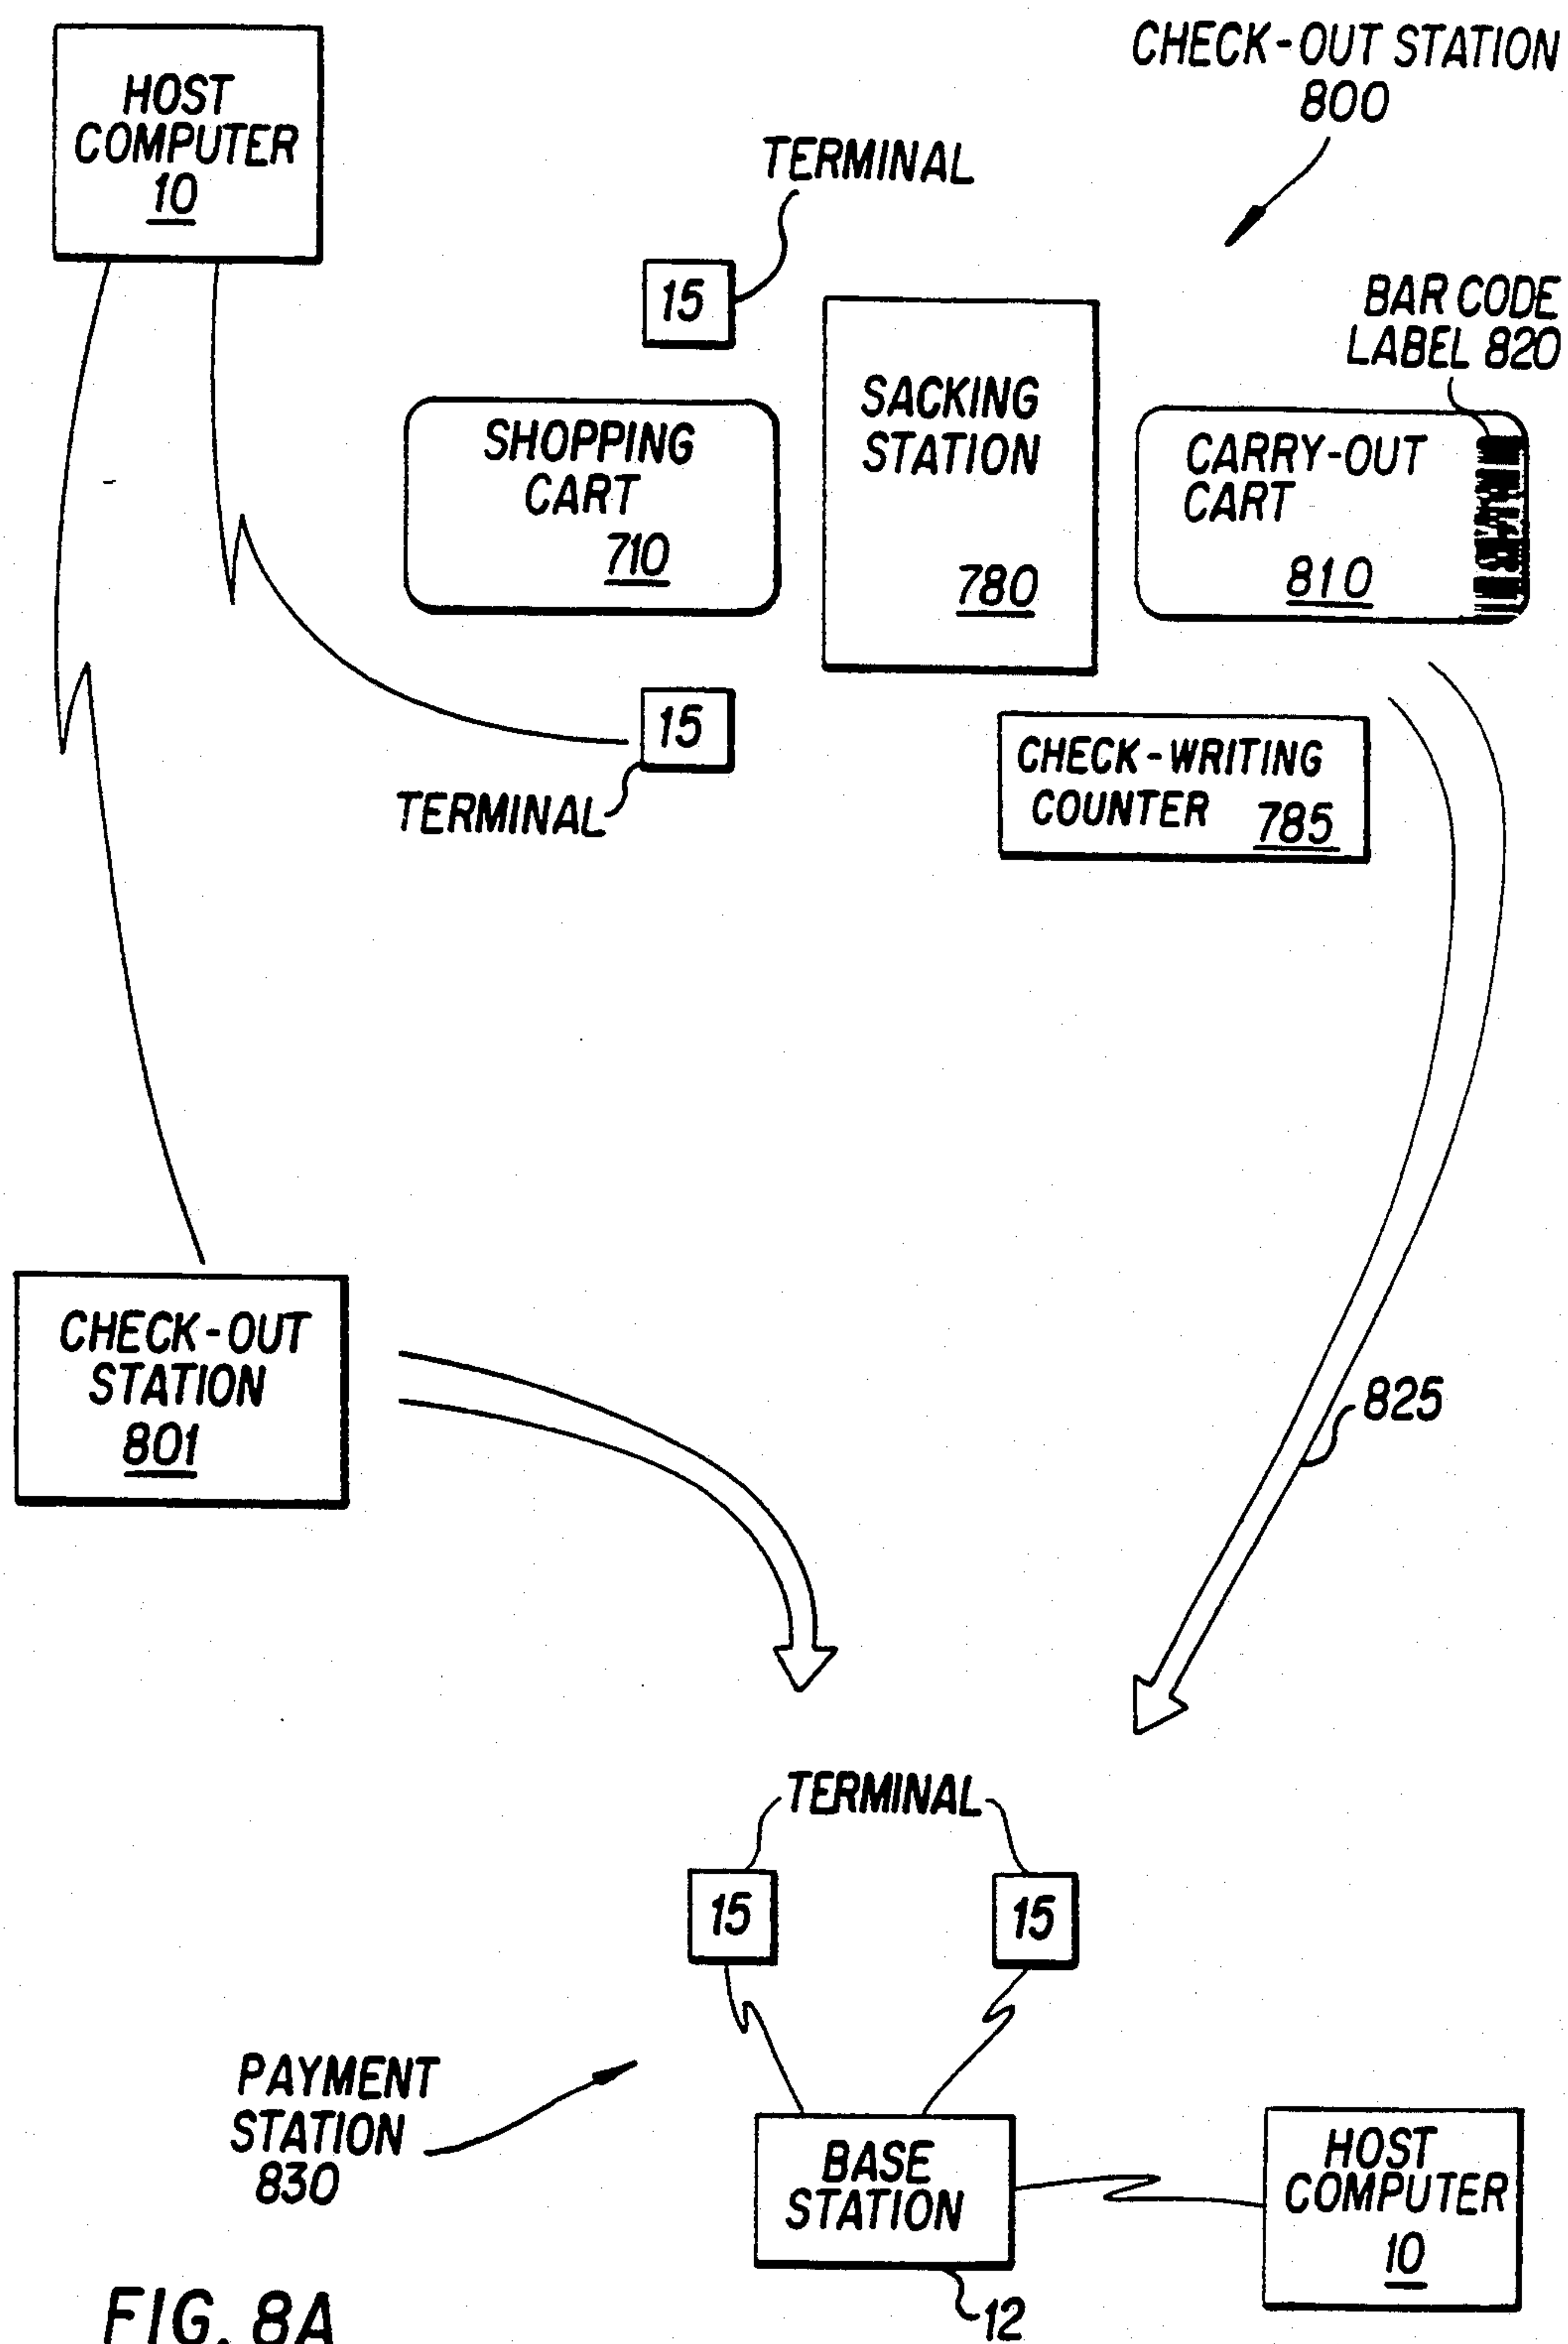 HOST
COMPUTER
10
CHECK-OUT STATION
800
TERMINAL
15
BAR CODE
LABEL 820
SHOPPING
CART
710
SACKING
STATION
780
CARRY-OUT
CART
810
15
TERMINAL
CHECK-WRITING
COUNTER 785
CHECK-OUT
STATION
801
825
TERMINAL
15
15
PAYMENT
STATION
830
BASE
STATION
12
HOST
COMPUTER
10
FIG. 8A